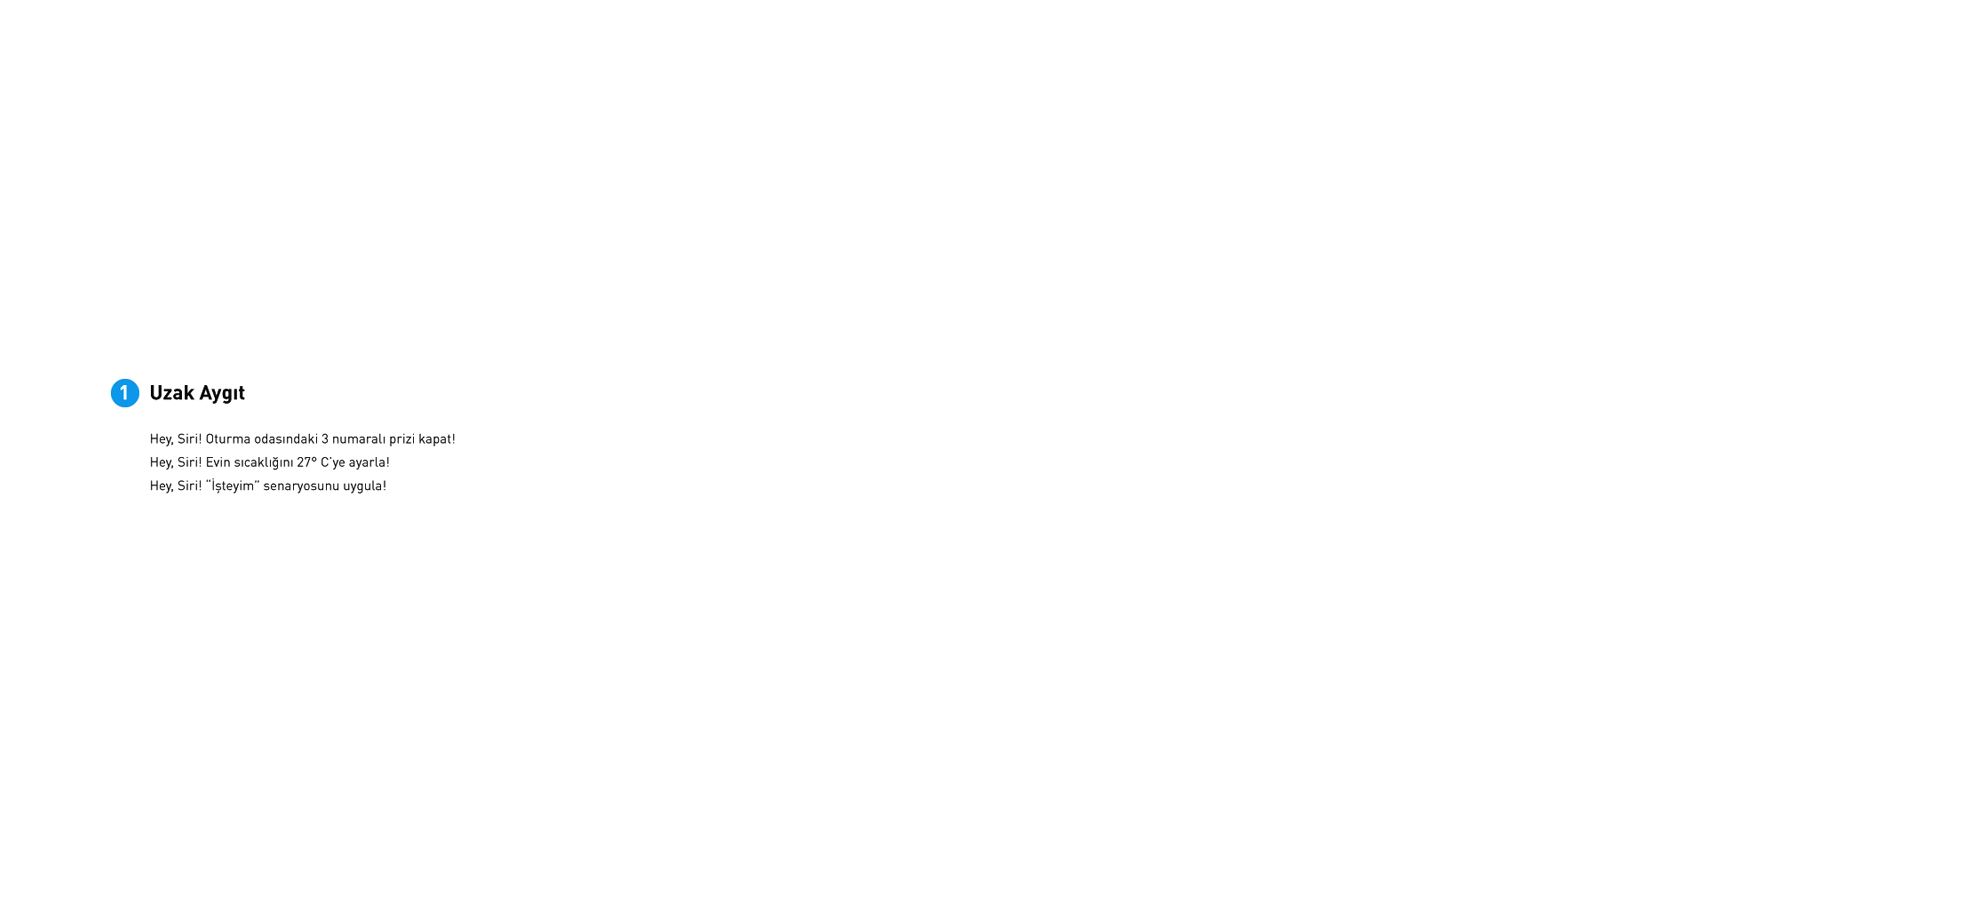 1 Uzak Aygıt
Hey, Siri! Oturma odasındaki 3 numaralı prizi kapat!
Hey, Siri! Evin sıcaklığını 27° C'ye ayarla!
Hey, Siri! “İşteyim” senaryosunu uygula!